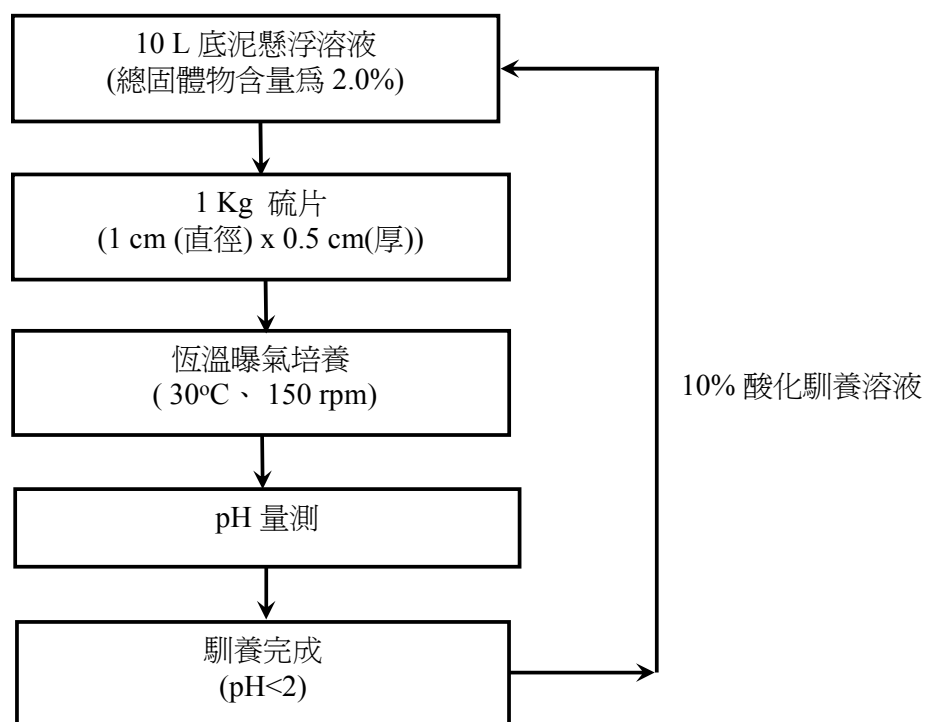 10 L 底泥懸浮溶液
(總固體物含量為 2.0%)
1 Kg 硫片
(1 cm (直徑) x 0.5 cm(厚))
恆溫曝氣培養
( 30°C、 150 rpm)
10% 酸化馴養溶液
pH 量測
馴養完成
(pH<2)